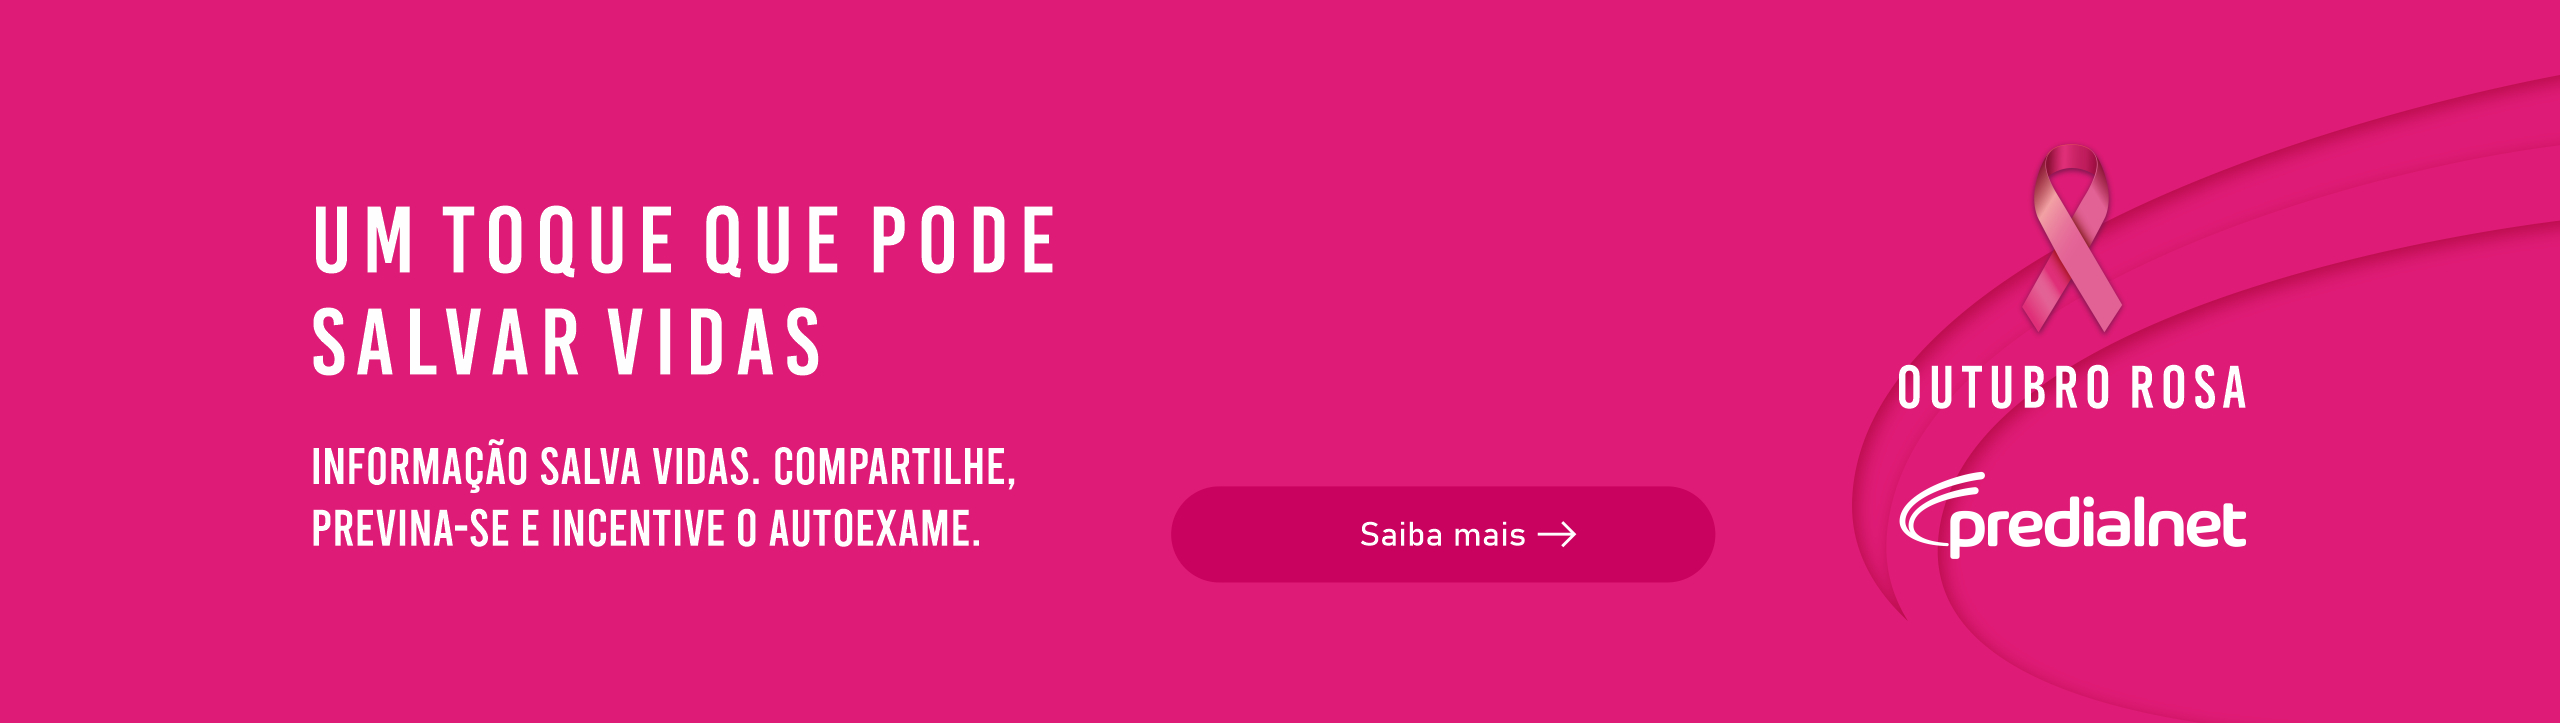 UM TOQUE QUE PODE
SALVAR VIDAS
INFORMAÇÃO SALVA VIDAS. COMPARTILHE,
PREVINA-SE E INCENTIVE O AUTOEXAME.
Saiba mais →
OUTUBRO ROSA
predialnet